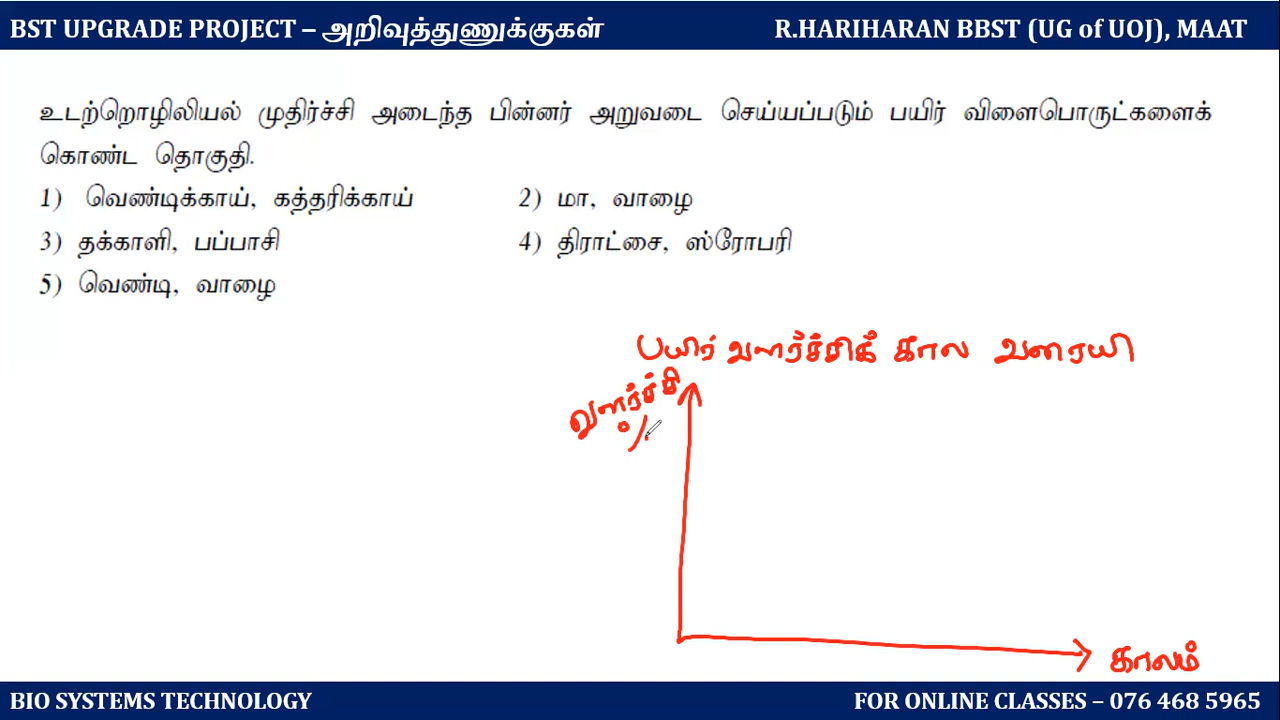 BST UPGRADE PROJECT – அறிவுத்துணுக்குகள்
R.HARIHARAN BBST (UG of UOJ), MAAT
உடற்றொழிலியல் முதிர்ச்சி அடைந்த பின்னர் அறுவடை செய்யப்படும் பயிர் விளைபொருட்களைக்
கொண்ட தொகுதி.
1) வெண்டிக்காய், கத்தரிக்காய்
2) மா, வாழை
3) தக்காளி, பப்பாசி
4) திராட்சை, ஸ்ரோபரி
5) வெண்டி, வாழை
பயிர் வளர்ச்சிக் கால வரையி
வளர்ச்சி
%
காலம்
BIO SYSTEMS TECHNOLOGY
FOR ONLINE CLASSES – 076 468 5965